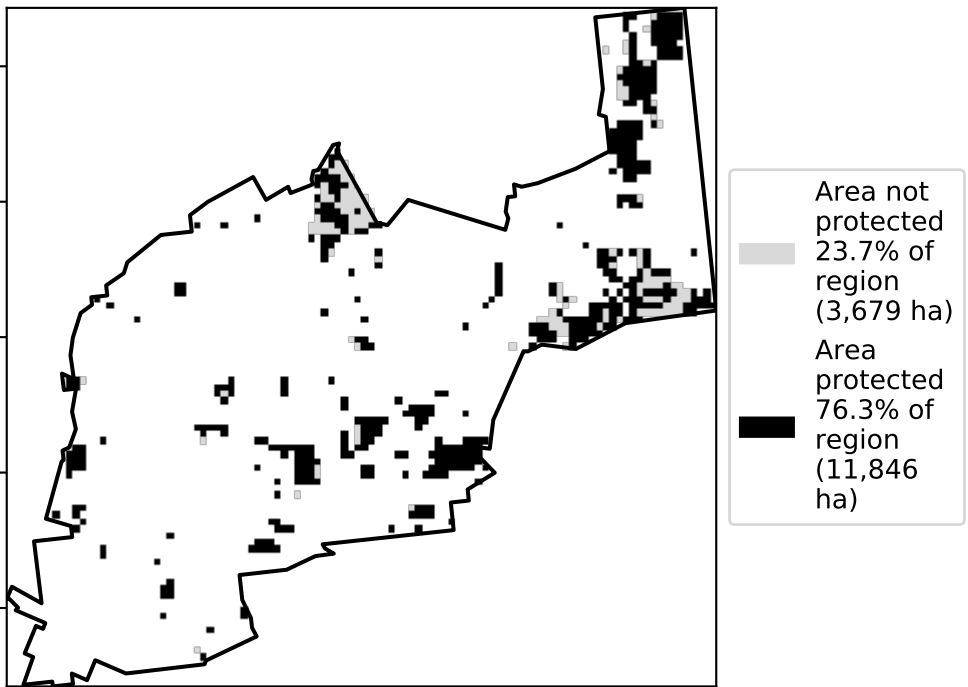 Area not
protected
23.7% of
region
(3,679 ha)
Area
protected
76.3% of
region
(11,846
ha)